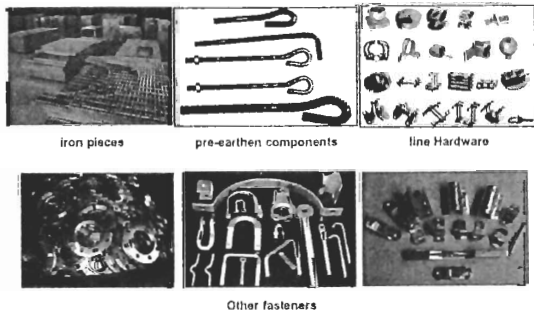 iron pieces
pre-earthen components
line Hardware
Other fasteners